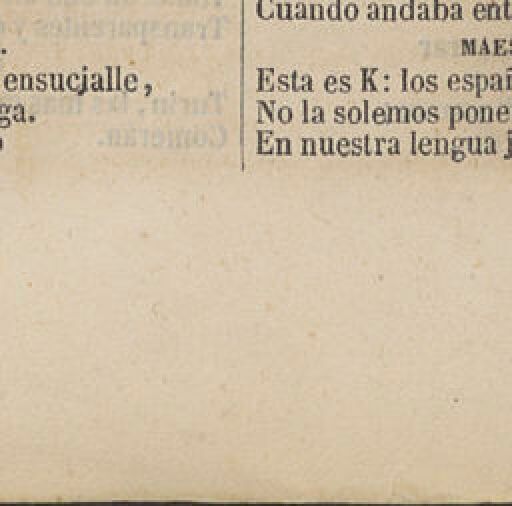 ensucjalle,
ga.
Cuando andaba ent
MAES
Esta es K: los españ
No la solemos pone
En nuestra lengua j